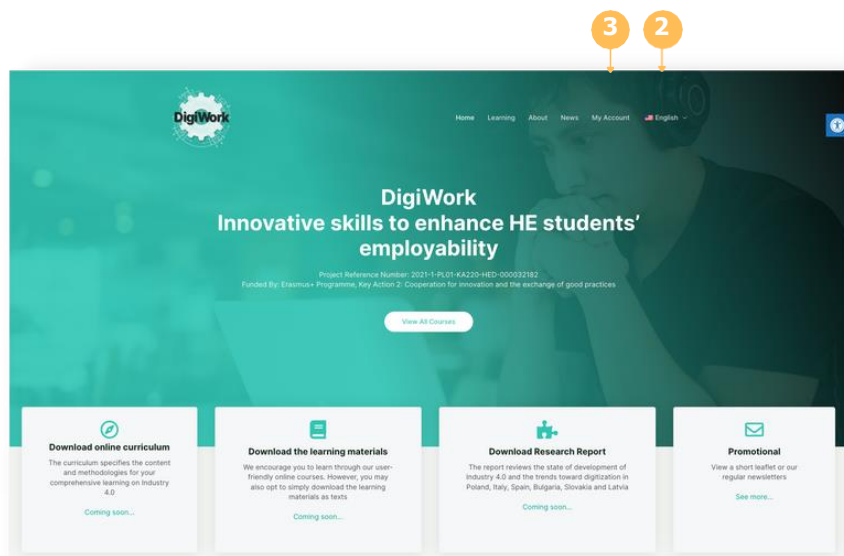 3 2
DigiWork
Home Learning About News My Account English
DigiWork
Innovative skills to enhance HE students’
employability
Project Reference Number: 2021-1-PL01-KA220-HED-000032182
Funded By: Erasmus+ Programme, Key Action 2: Cooperation for innovation and the exchange of good practices
View All Courses
Download online curriculum
The curriculum specifies the content
and methodologies for your
comprehensive learning on Industry
4.0
Coming soon...
Download the learning materials
We encourage you to learn through our user-
friendly online courses. However, you may
also opt to simply download the learning
materials as texts
Coming soon...
Download Research Report
The report reviews the state of development of
Industry 4.0 and the trends toward digitization in
Poland, Italy, Spain, Bulgaria, Slovakia and Latvia
Coming soon...
Promotional
View a short leaflet or our
regular newsletters
See more...